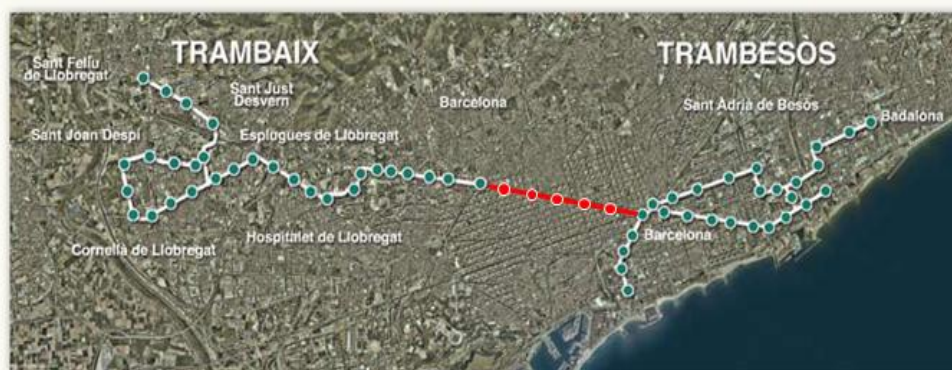 TRAMBAIX
TRAMBESÒS
Sant Feliu
de Llobregat
Sant Just
Desvern
Barcelona
Sant Adrià de Besòs
Badalona
Sant Joan Despí
Esplugues de Llobregat
Cornellà de Llobregat
Hospitalet de Llobregat
Barcelona